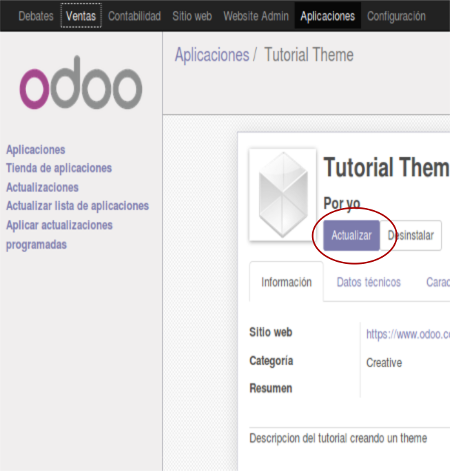 Debates Ventas Contabilidad Sitio web Website Admin Aplicaciones Configuración
odoo
Aplicaciones / Tutorial Theme
Aplicaciones
Tienda de aplicaciones
Actualizaciones
Actualizar lista de aplicaciones
Aplicar actualizaciones
programadas
Tutorial Them
Por yo
Actualizar Desinstalar
Información Datos técnicos Carac
Sitio web https://www.odoo.co
Categoría Creative
Resumen
Descripcion del tutorial creando un theme